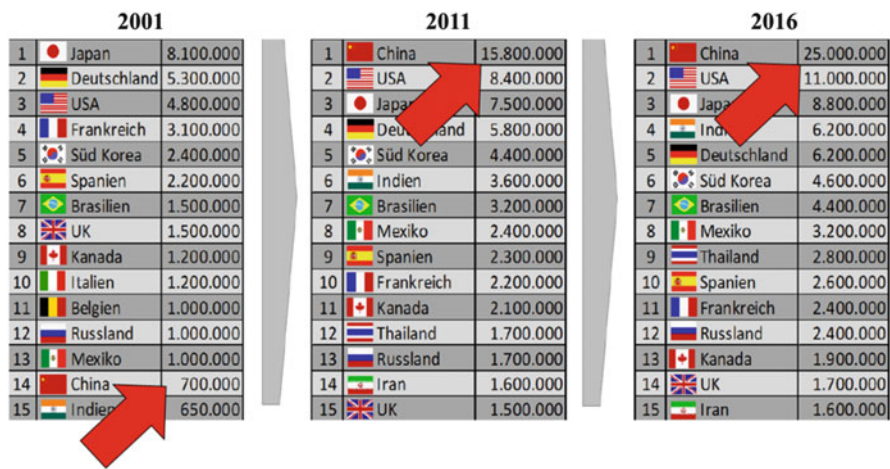 2001
1 Japan 8.100.000
2 Deutschland 5.300.000
3 USA 4.800.000
4 Frankreich 3.100.000
5 Süd Korea 2.400.000
6 Spanien 2.200.000
7 Brasilien 1.500.000
8 UK 1.500.000
9 Kanada 1.200.000
10 Italien 1.200.000
11 Belgien 1.000.000
12 Russland 1.000.000
13 Mexiko 1.000.000
14 China 700.000
15 Indien 650.000
2011
1 China 15.800.000
2 USA 8.400.000
3 Japan 7.500.000
4 Deutschland 5.800.000
5 Süd Korea 4.400.000
6 Indien 3.600.000
7 Brasilien 3.200.000
8 Mexiko 2.400.000
9 Spanien 2.300.000
10 Frankreich 2.200.000
11 Kanada 2.100.000
12 Thailand 1.700.000
13 Russland 1.700.000
14 Iran 1.600.000
15 UK 1.500.000
2016
1 China 25.000.000
2 USA 11.000.000
3 Japan 8.800.000
4 Indien 6.200.000
5 Deutschland 6.200.000
6 Süd Korea 4.600.000
7 Brasilien 4.400.000
8 Mexiko 3.200.000
9 Thailand 2.800.000
10 Spanien 2.600.000
11 Frankreich 2.400.000
12 Russland 2.400.000
13 Kanada 1.900.000
14 UK 1.700.000
15 Iran 1.600.000